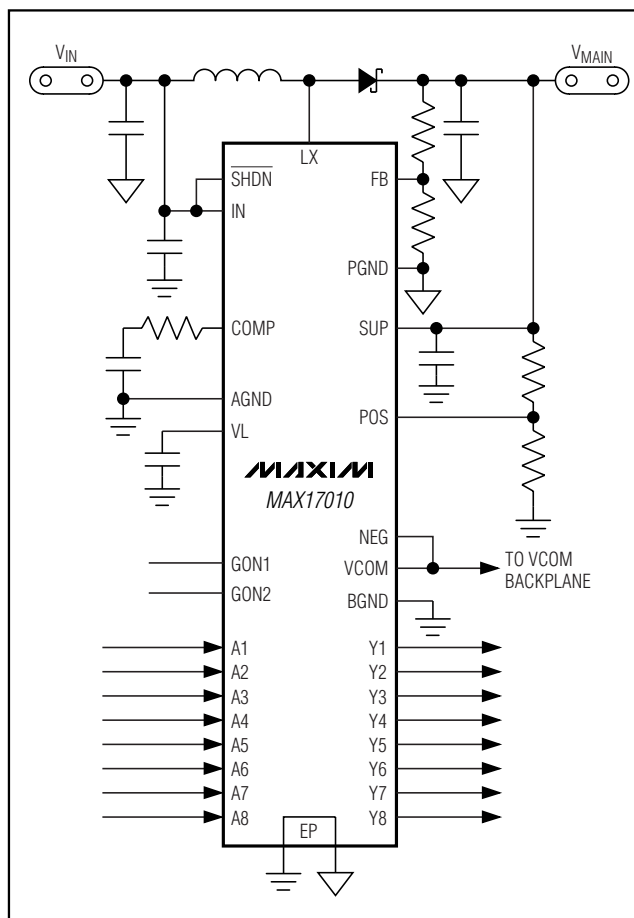 VIN
VMAIN
LX
SHDN
FB
IN
PGND
COMP
SUP
AGND
POS
VL
MAXIM
MAX17010
NEG
GON1
VCOM
TO VCOM
BACKPLANE
GON2
BGND
A1
Y1
A2
Y2
A3
Y3
A4
Y4
A5
Y5
A6
Y6
A7
Y7
A8
Y8
EP